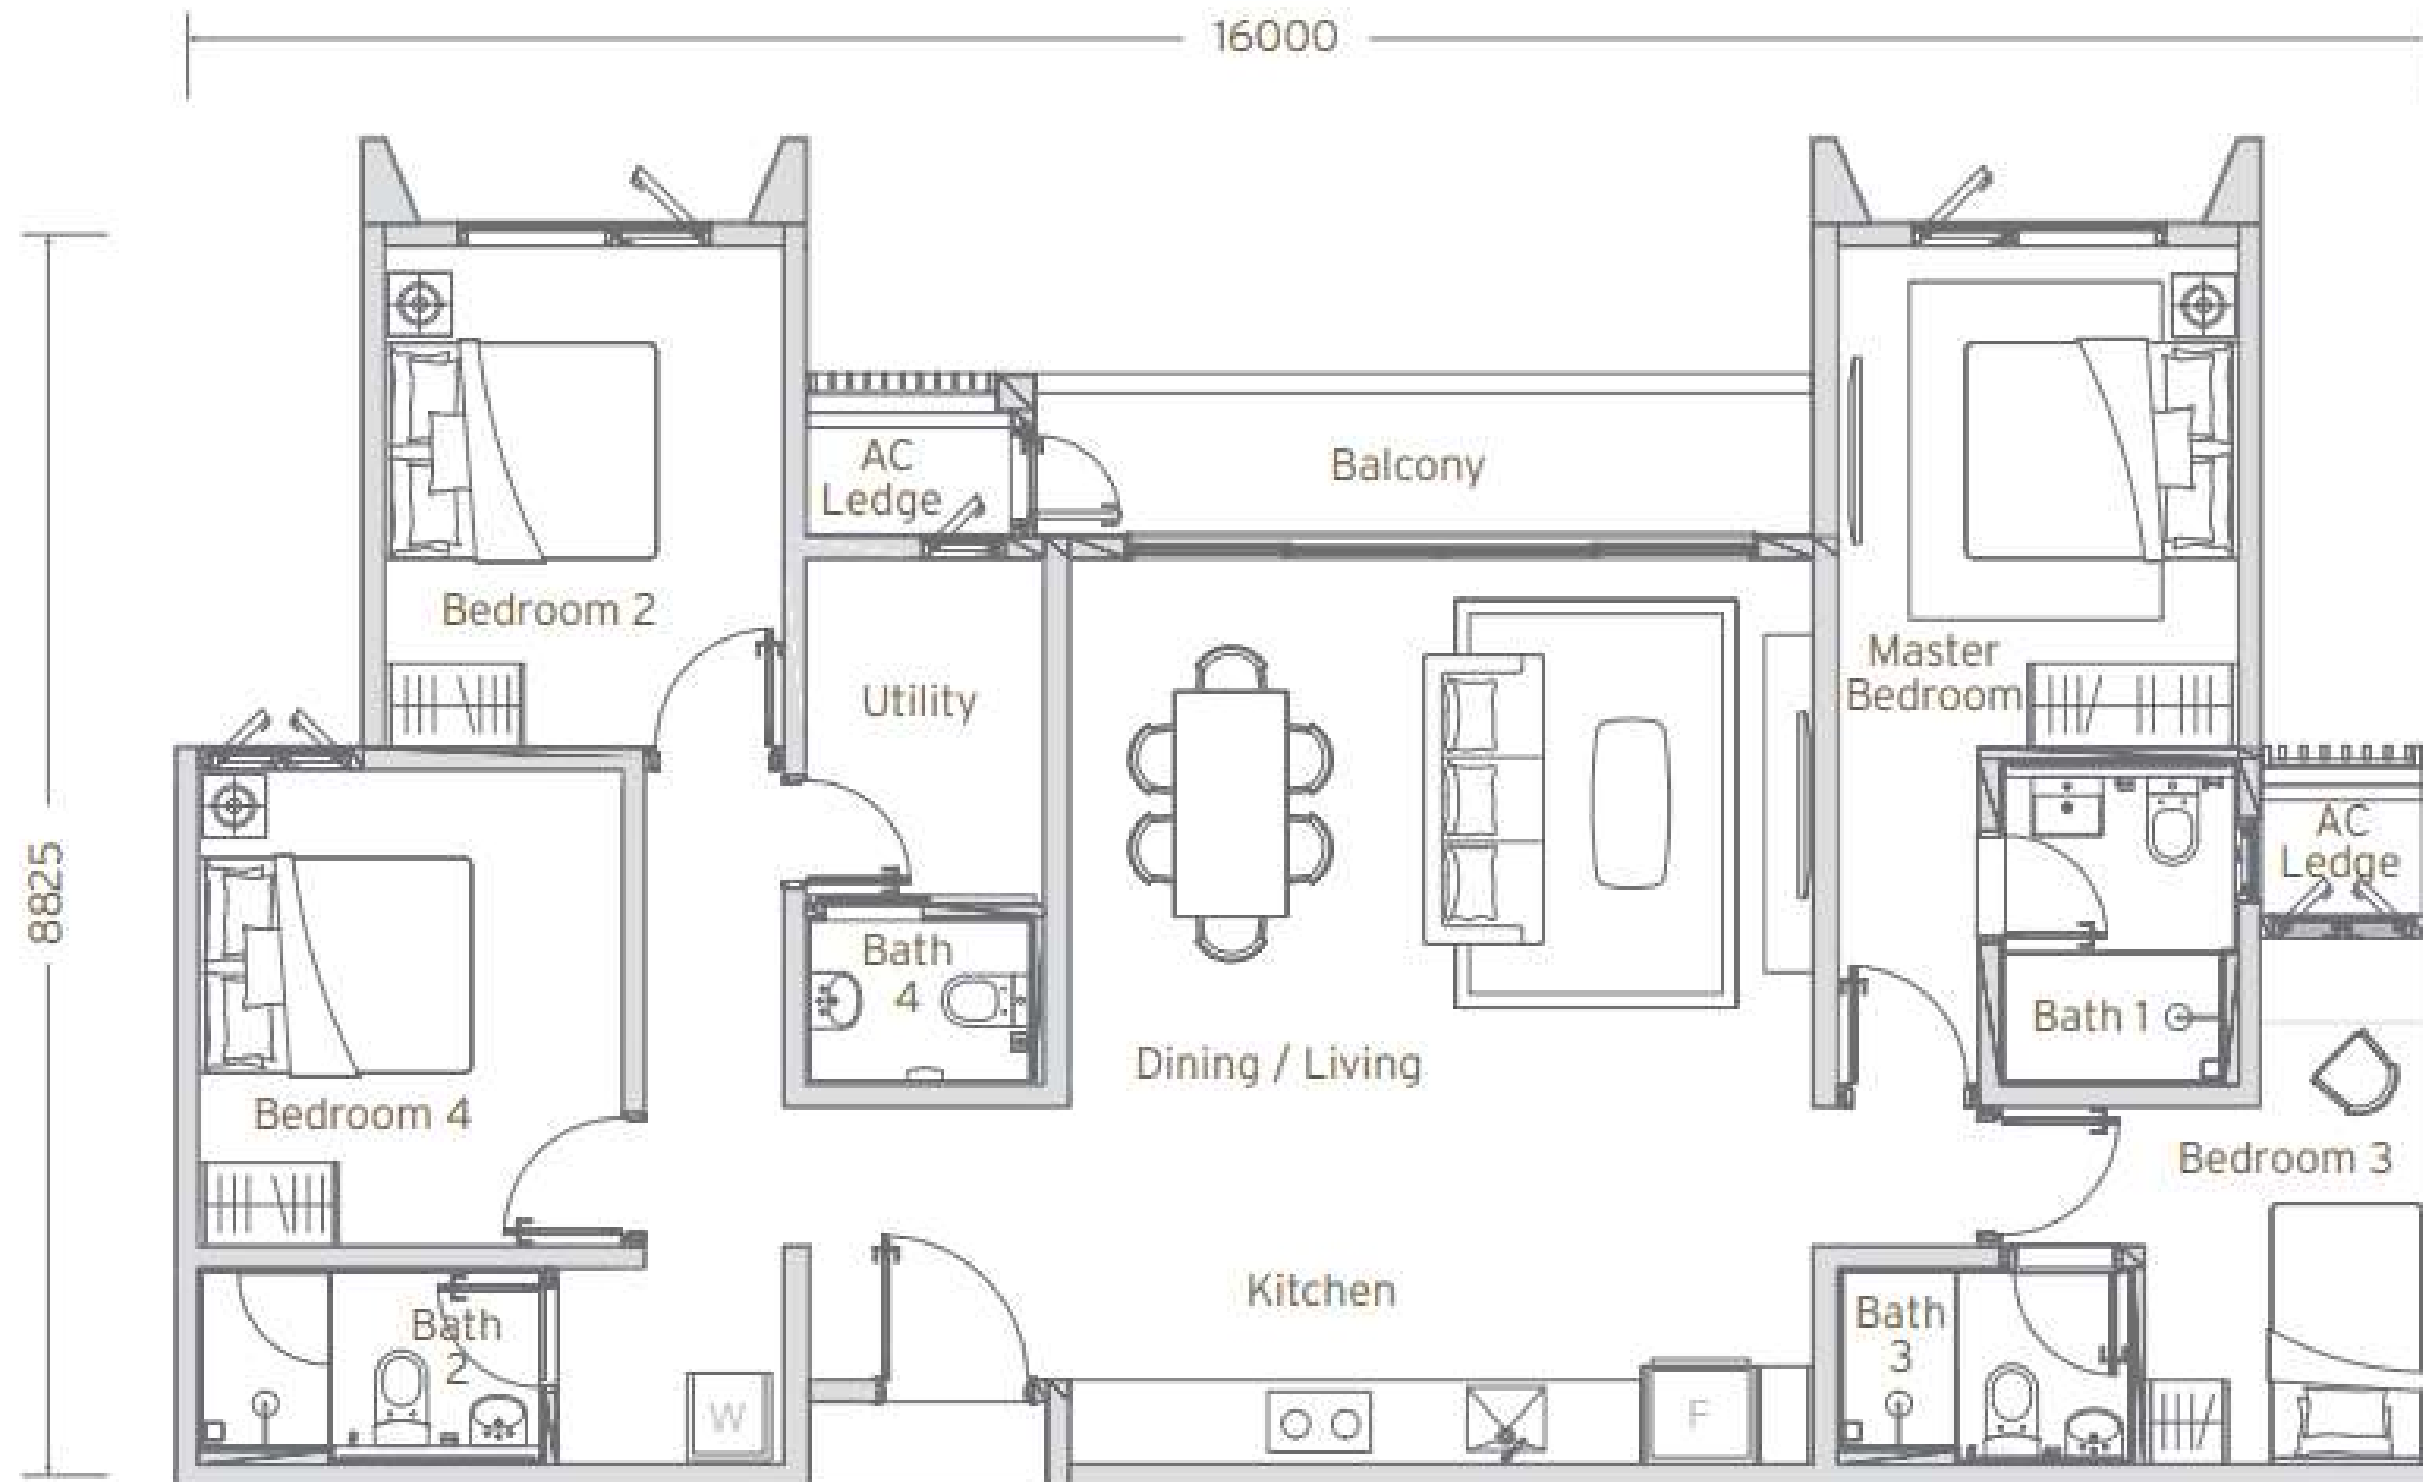 16000
8825
AC
Ledge
Balcony
Bedroom 2
Master
Bedroom
Utility
AC
Ledge
Bath
4
Bath 1
Dining / Living
Bedroom 4
Bedroom 3
Kitchen
Bath
2
Bath
3
W
F